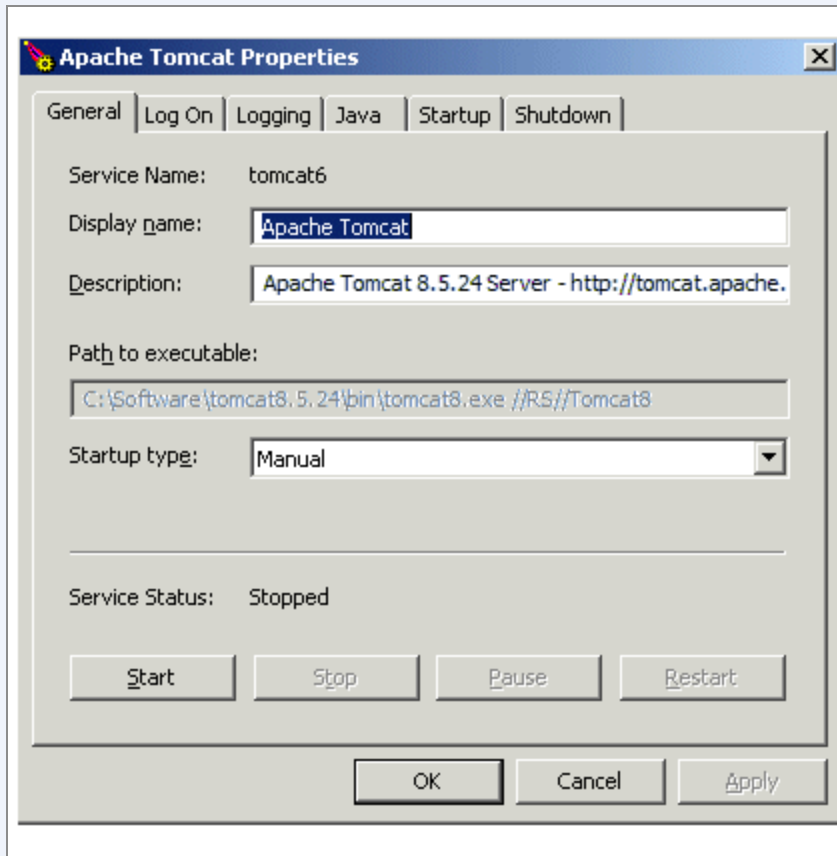 Apache Tomcat Properties
General Log On Logging Java Startup Shutdown
Service Name: tomcat6
Display name: Apache Tomcat
Description: Apache Tomcat 8.5.24 Server - http://tomcat.apache.
Path to executable:
C:\Software\tomcat8.5.24\bin\tomcat8.exe //RS//Tomcat8
Startup type: Manual
Service Status: Stopped
Start Stop Pause Restart
OK Cancel Apply